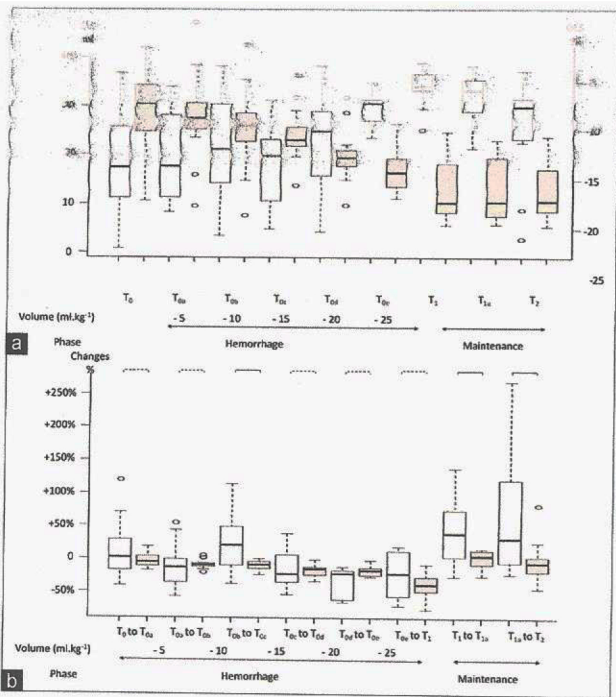 30
20
10
0
-10
-15
-20
-25
T0 T0a T0b T0c T0d T0e T1 T1a T2
Volume (ml.kg-1) - 5 - 10 - 15 - 20 - 25
a
Phase Hemorrhage Maintenance
Changes
%
+250%
+200%
+150%
+100%
+50%
0
-50%
T0 to T0a T0a to T0b T0b to T0c T0c to T0d T0d to T0e T0e to T1 T1 to T1a T1a to T2
Volume (ml.kg-1) - 5 - 10 - 15 - 20 - 25
b
Phase Hemorrhage Maintenance